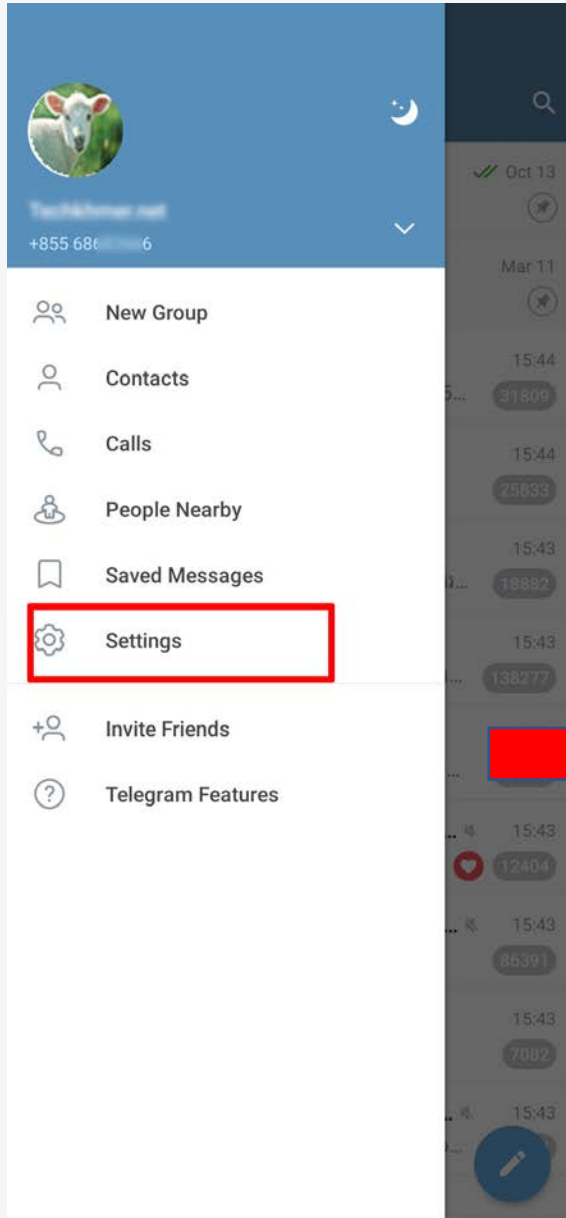 Oct 13
+855 68 6
Mar 11
New Group
15:44
Contacts
31809
Calls
15:44
25833
People Nearby
15:43
Saved Messages
18882
Settings
15:43
138277
Invite Friends
Telegram Features
15:43
12404
15:43
86391
15:43
7082
15:43